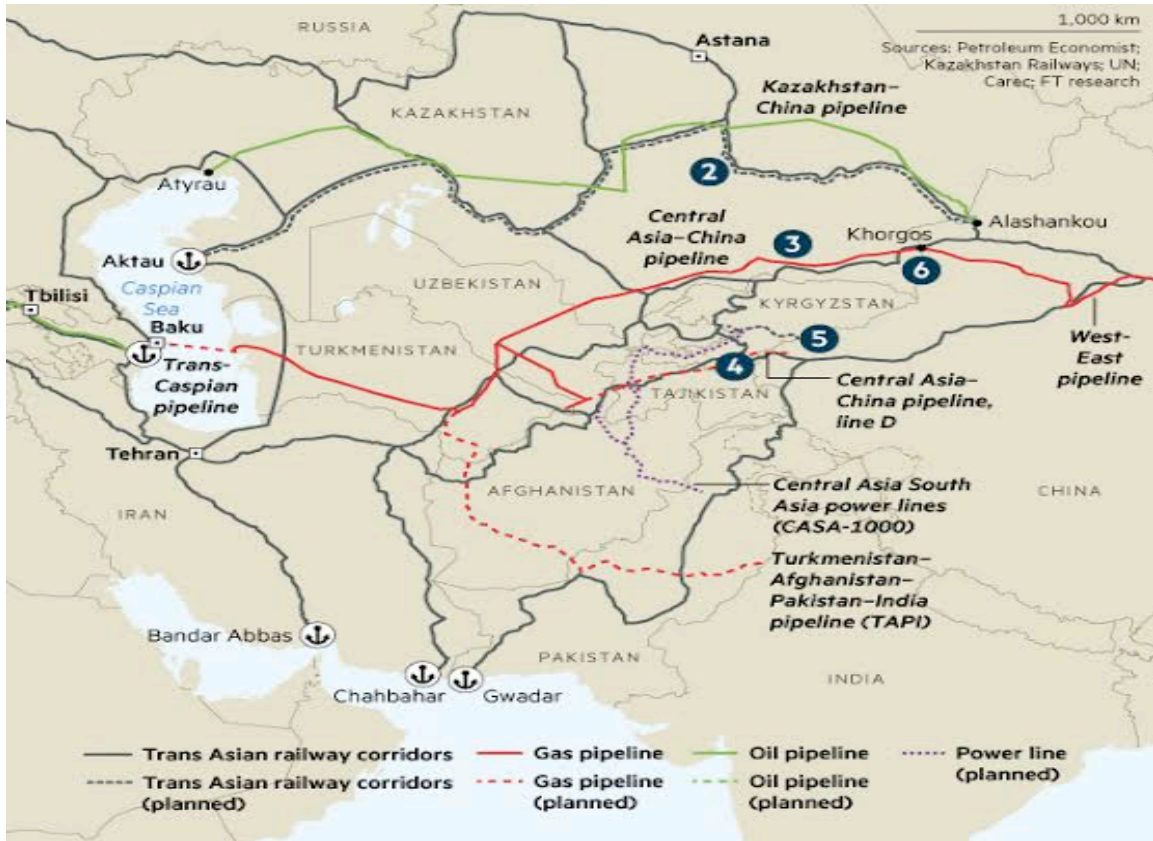 RUSSIA
1,000 km
Astana
Sources: Petroleum Economist;
Kazakhstan Railways; UN;
Carec; FT research
KAZAKHSTAN
Kazakhstan–
China pipeline
2
Atyrau
Central
Asia–China
pipeline
3
Khorgos
Alashankou
Aktau
Caspian
Sea
UZBEKISTAN
6
KYRGYZSTAN
Tbilisi
Baku
TURKMENISTAN
5
West-
East
pipeline
Trans-
Caspian
pipeline
4
TAJIKISTAN
Central Asia–
China pipeline,
line D
Tehran
AFGHANISTAN
Central Asia South
Asia power lines
(CASA-1000)
CHINA
IRAN
Turkmenistan–
Afghanistan–
Pakistan–India
pipeline (TAPI)
Bandar Abbas
PAKISTAN
INDIA
Chahbahar
Gwadar
Trans Asian railway corridors
Trans Asian railway corridors
(planned)
Gas pipeline
Gas pipeline
(planned)
Oil pipeline
Oil pipeline
(planned)
Power line
(planned)